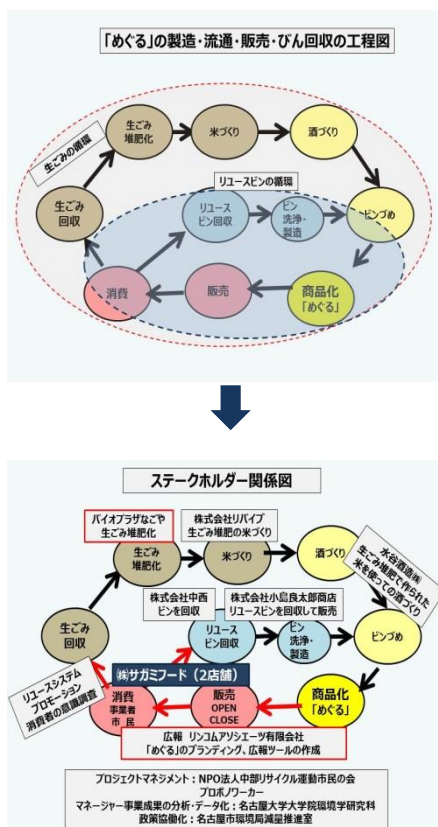 「めぐる」の製造・流通・販売・びん回収の工程図
生ごみ
堆肥化
米づくり
酒づくり
生ごみの循環
リユースビンの循環
生ごみ
回収
リユース
ビン回収
ビン
洗浄・
製造
ビンづめ
消費
販売
商品化
「めぐる」
ステークホルダー関係図
バイオプラザなごや
生ごみ堆肥化
株式会社リバイブ
生ごみ堆肥の米づくり
生ごみ
堆肥化
米づくり
酒づくり
水谷酒造㈱
生ごみ堆肥で作られた
米を使っての酒づくり
株式会社中西
ビンを回収
株式会社小島良太郎商店
リユースビンを回収して販売
生ごみ
回収
リユース
ビン回収
ビン
洗浄・
製造
ビンづめ
㈱サガミフード（2店舗）
リユースシステム
プロモーション
消費者の意識調査
消費
事業者
市 民
販売
OPEN
CLOSE
商品化
「めぐる」
広報 リンコムアソシエーツ有限会社
「めぐる」のブランディング、広報ツールの作成
プロジェクトマネジメント：NPO法人中部リサイクル運動市民の会
プロボノワーカー
マネージャー事業成果の分析・データ化：名古屋大学大学院環境学研究科
政策協働化：名古屋市環境局減量推進室